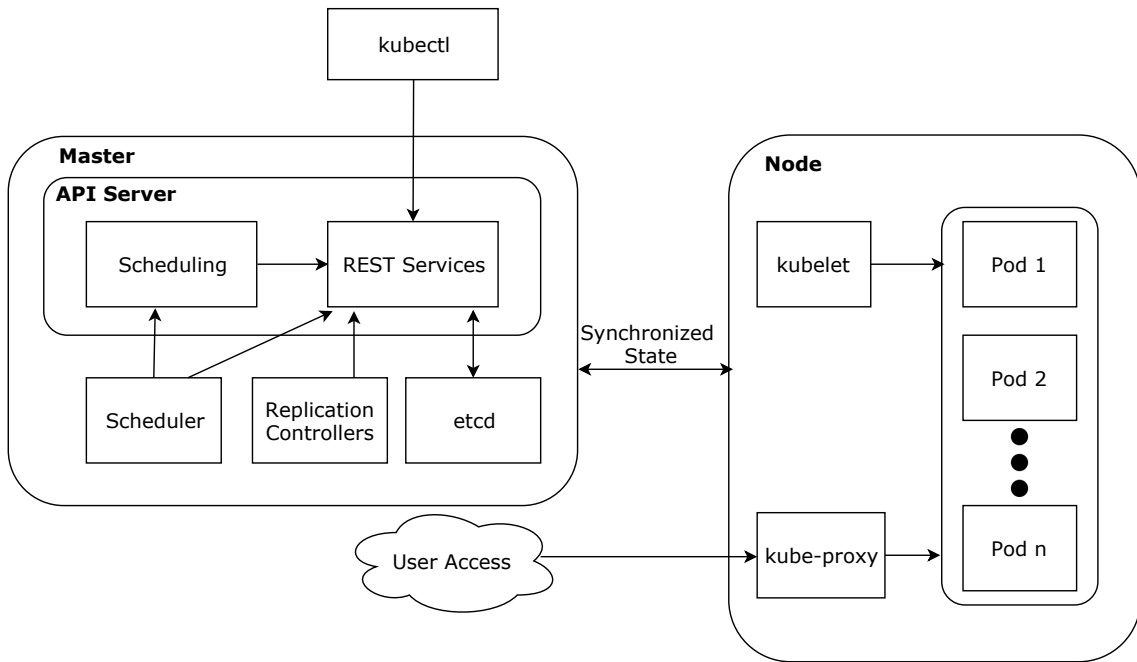 kubectl
Master
API Server
Scheduling
REST Services
Scheduler
Replication
Controllers
etcd
Synchronized
State
User Access
Node
kubelet
Pod 1
Pod 2
kube-proxy
Pod n